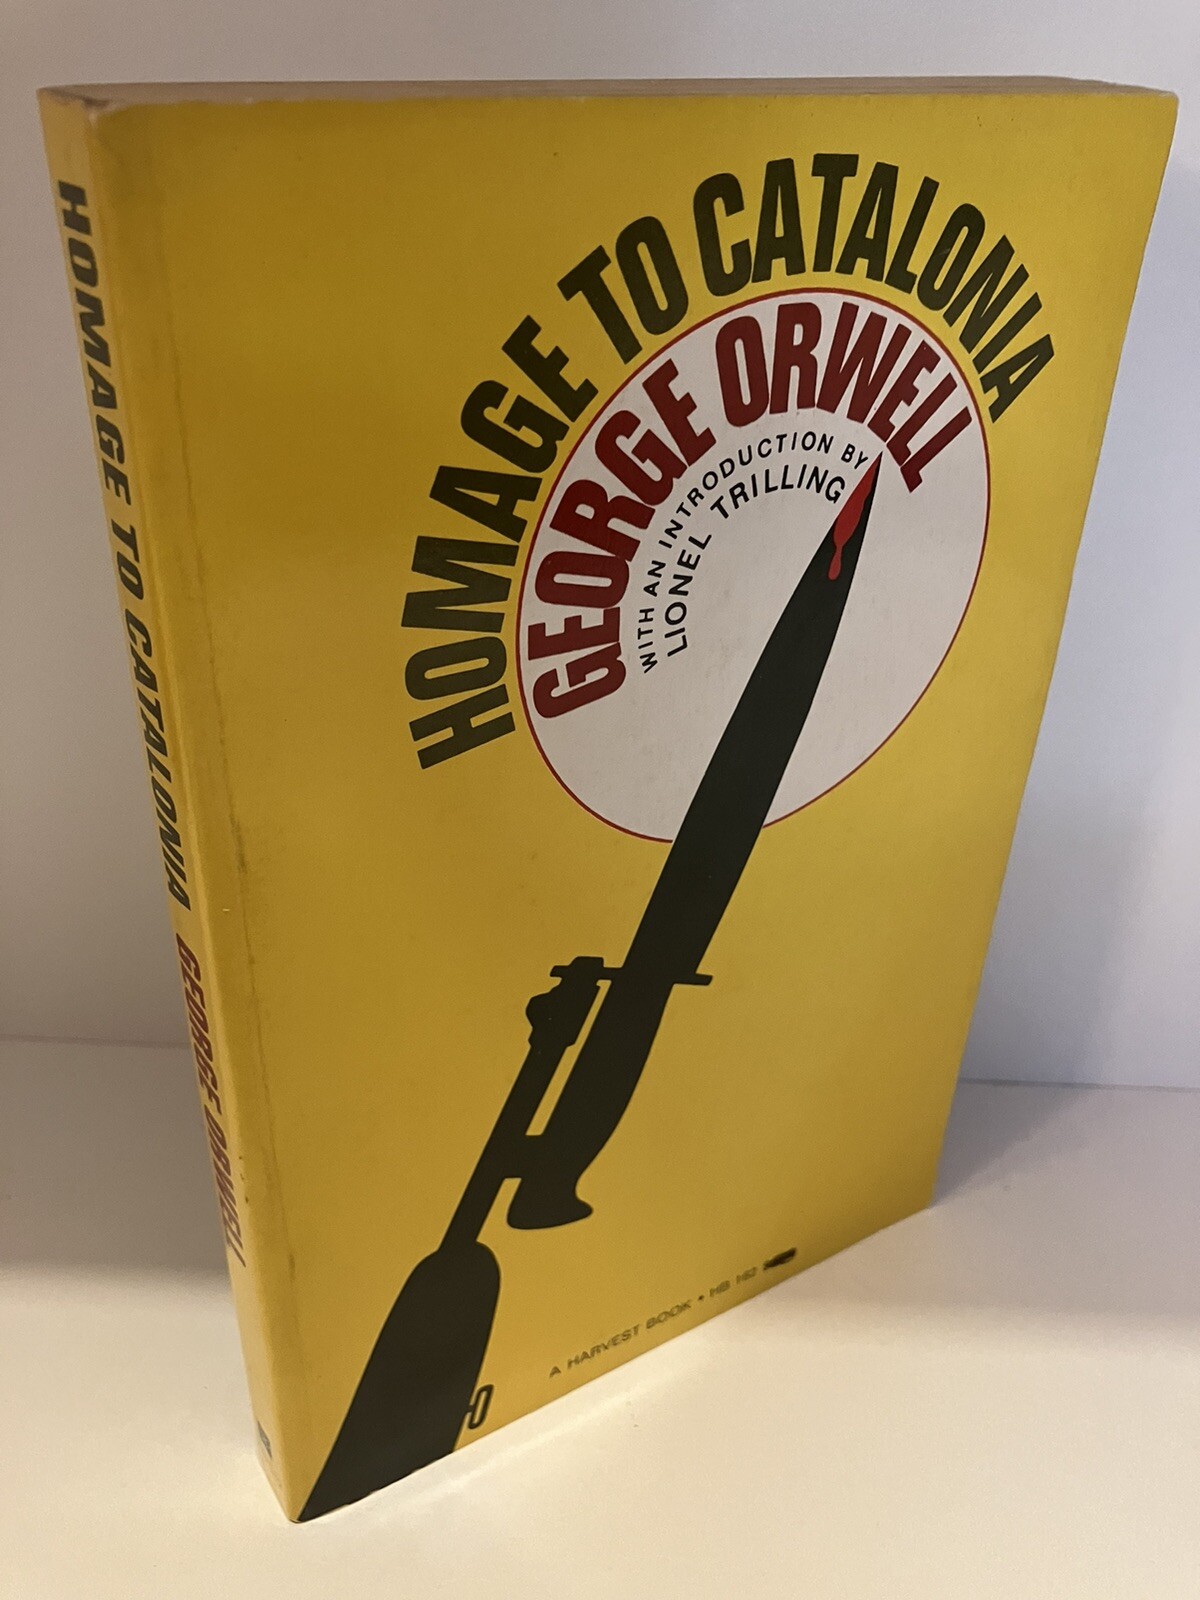 HOMAGE TO CATALONIA
GEORGE ORWELL
WITH AN INTRODUCTION BY
LIONEL TRILLING
A HARVEST BOOK • HB 162
HOMAGE TO CATALONIA GEORGE ORWELL